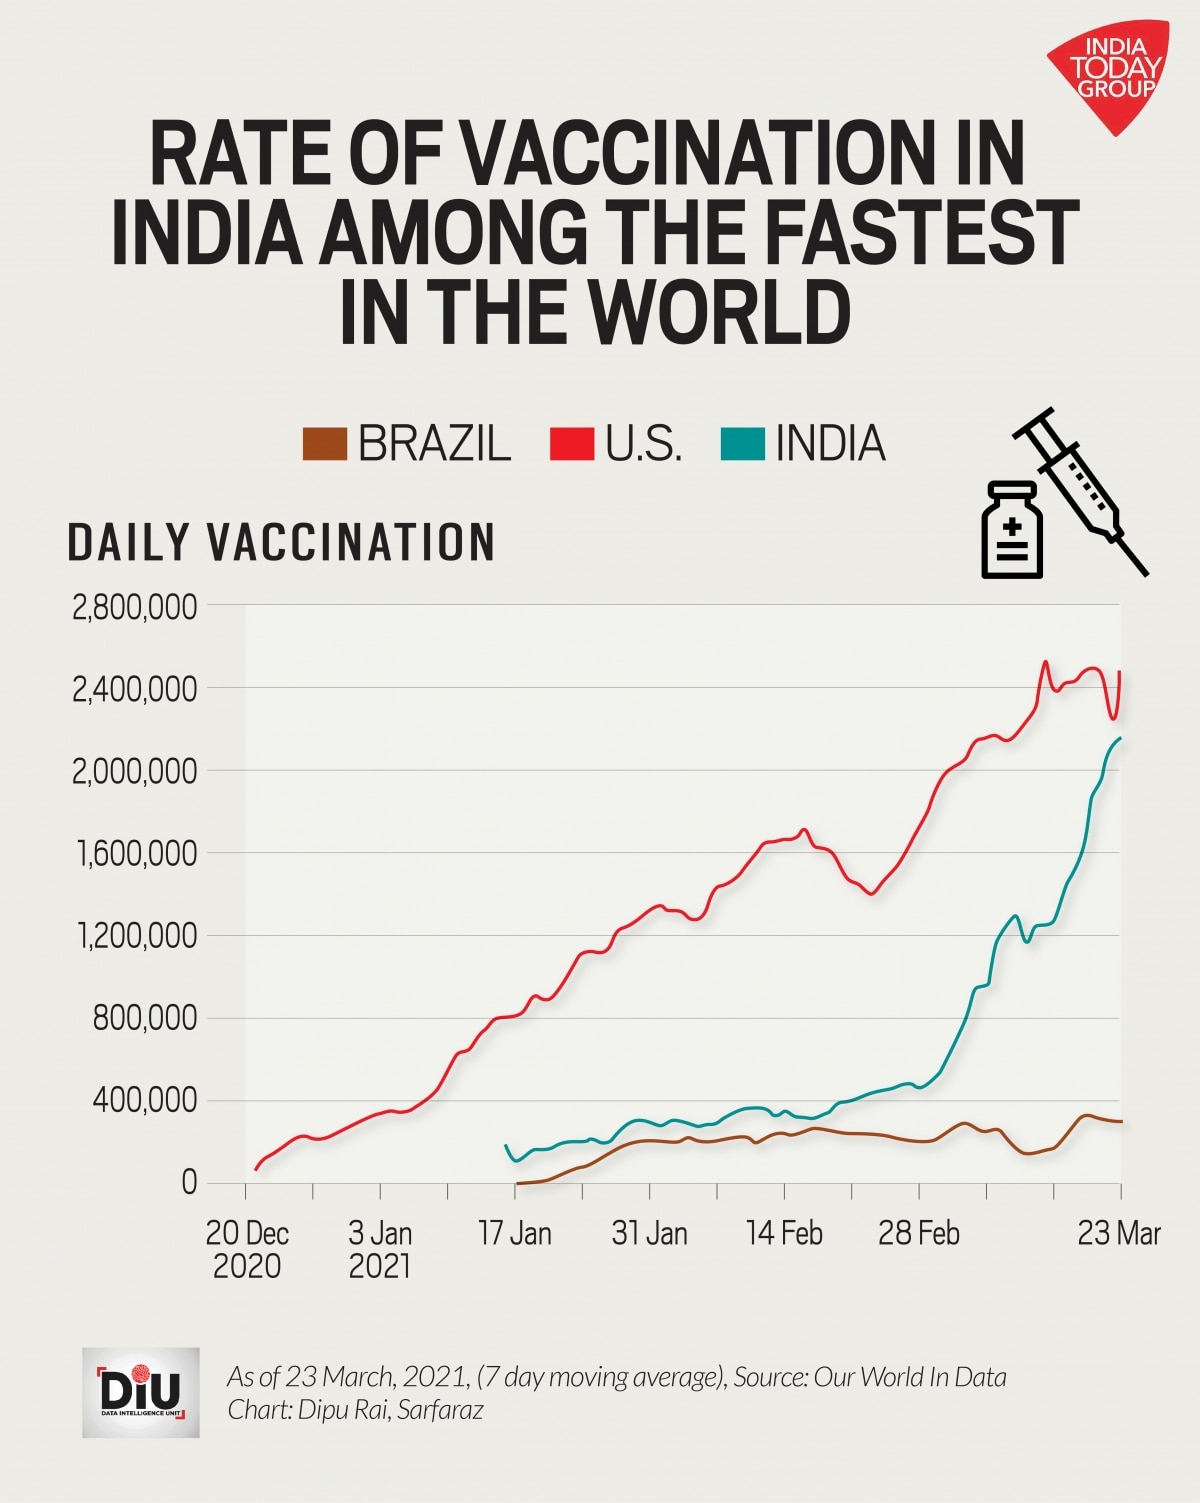 INDIA
TODAY
GROUP
RATE OF VACCINATION IN
INDIA AMONG THE FASTEST
IN THE WORLD
BRAZIL U.S. INDIA
DAILY VACCINATION
2,800,000
2,400,000
2,000,000
1,600,000
1,200,000
800,000
400,000
0
20 Dec 3 Jan 17 Jan 31 Jan 14 Feb 28 Feb 23 Mar
2020 2021
DiU
DATA INTELLIGENCE UNIT
As of 23 March, 2021, (7 day moving average), Source: Our World In Data
Chart: Dipu Rai, Sarfaraz